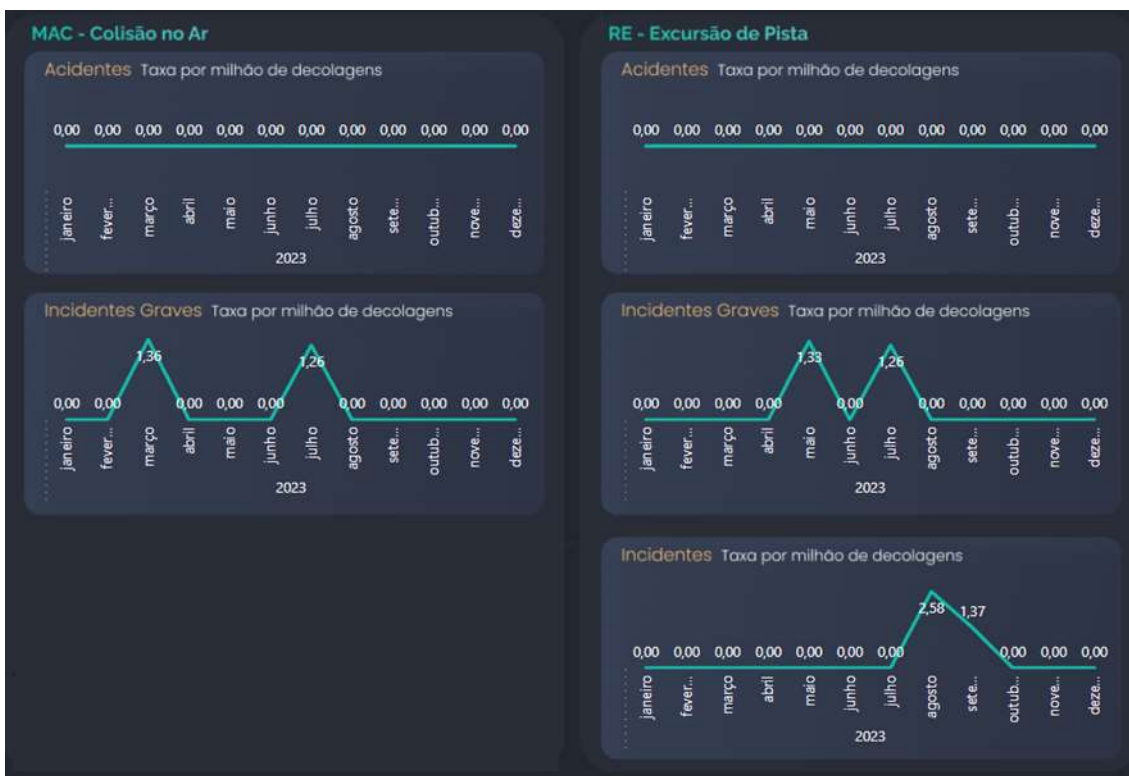 MAC - Colisão no Ar
Acidentes Taxa por milhão de decolagens
0,00 0,00 0,00 0,00 0,00 0,00 0,00 0,00 0,00 0,00 0,00 0,00
janeiro fever... março abril maio junho julho agosto sete... outub... nove... deze...
2023
Incidentes Graves Taxa por milhão de decolagens
0,00 0,00 1,36 0,00 0,00 0,00 1,26 0,00 0,00 0,00 0,00 0,00
janeiro fever... março abril maio junho julho agosto sete... outub... nove... deze...
2023
RE - Excursão de Pista
Acidentes Taxa por milhão de decolagens
0,00 0,00 0,00 0,00 0,00 0,00 0,00 0,00 0,00 0,00 0,00 0,00
janeiro fever... março abril maio junho julho agosto sete... outub... nove... deze...
2023
Incidentes Graves Taxa por milhão de decolagens
0,00 0,00 0,00 0,00 1,33 0,00 1,26 0,00 0,00 0,00 0,00 0,00
janeiro fever... março abril maio junho julho agosto sete... outub... nove... deze...
2023
Incidentes Taxa por milhão de decolagens
0,00 0,00 0,00 0,00 0,00 0,00 0,00 2,58 1,37 0,00 0,00 0,00
janeiro fever... março abril maio junho julho agosto sete... outub... nove... deze...
2023